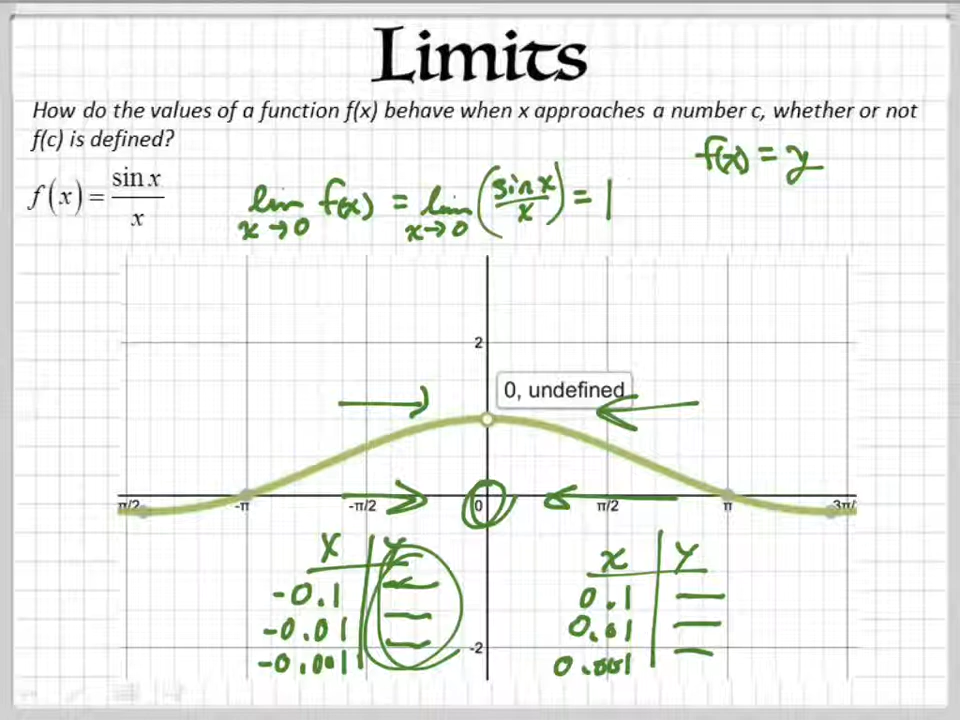 Limits
How do the values of a function f(x) behave when x approaches a number c, whether or not
f(c) is defined?
f(x) = y
f(x) = sin x / x
lim x→0 f(x) = lim x→0 (sin x / x) = 1
2
0, undefined
π/2 -π -π/2 0 π/2 π 3π/
x y
-0.1
-0.01
-0.001
x y
0.1
0.01
0.001
-2